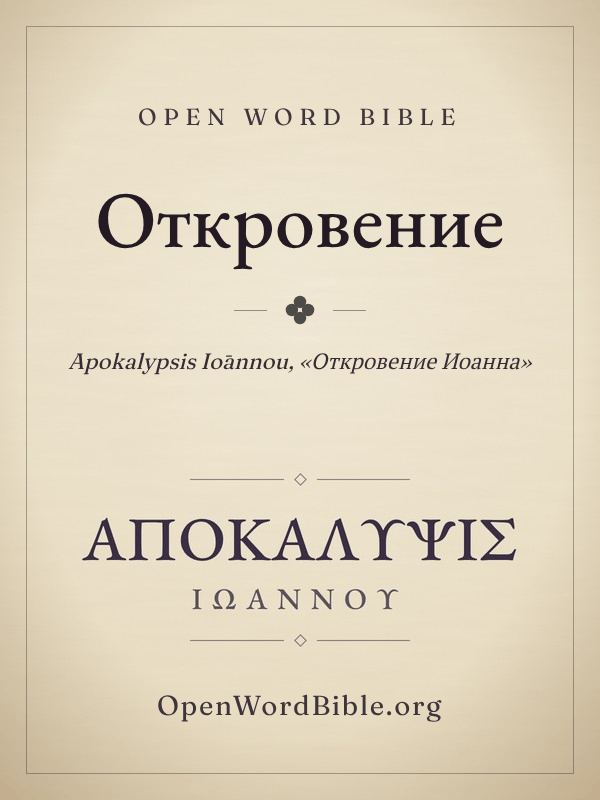 OPEN WORD BIBLE
Откровение
Apokalypsis Ioānnou, «Откровение Иоанна»
ΑΠΟΚΑΛΥΨΙΣ
ΙΩΑΝΝΟΥ
OpenWordBible.org